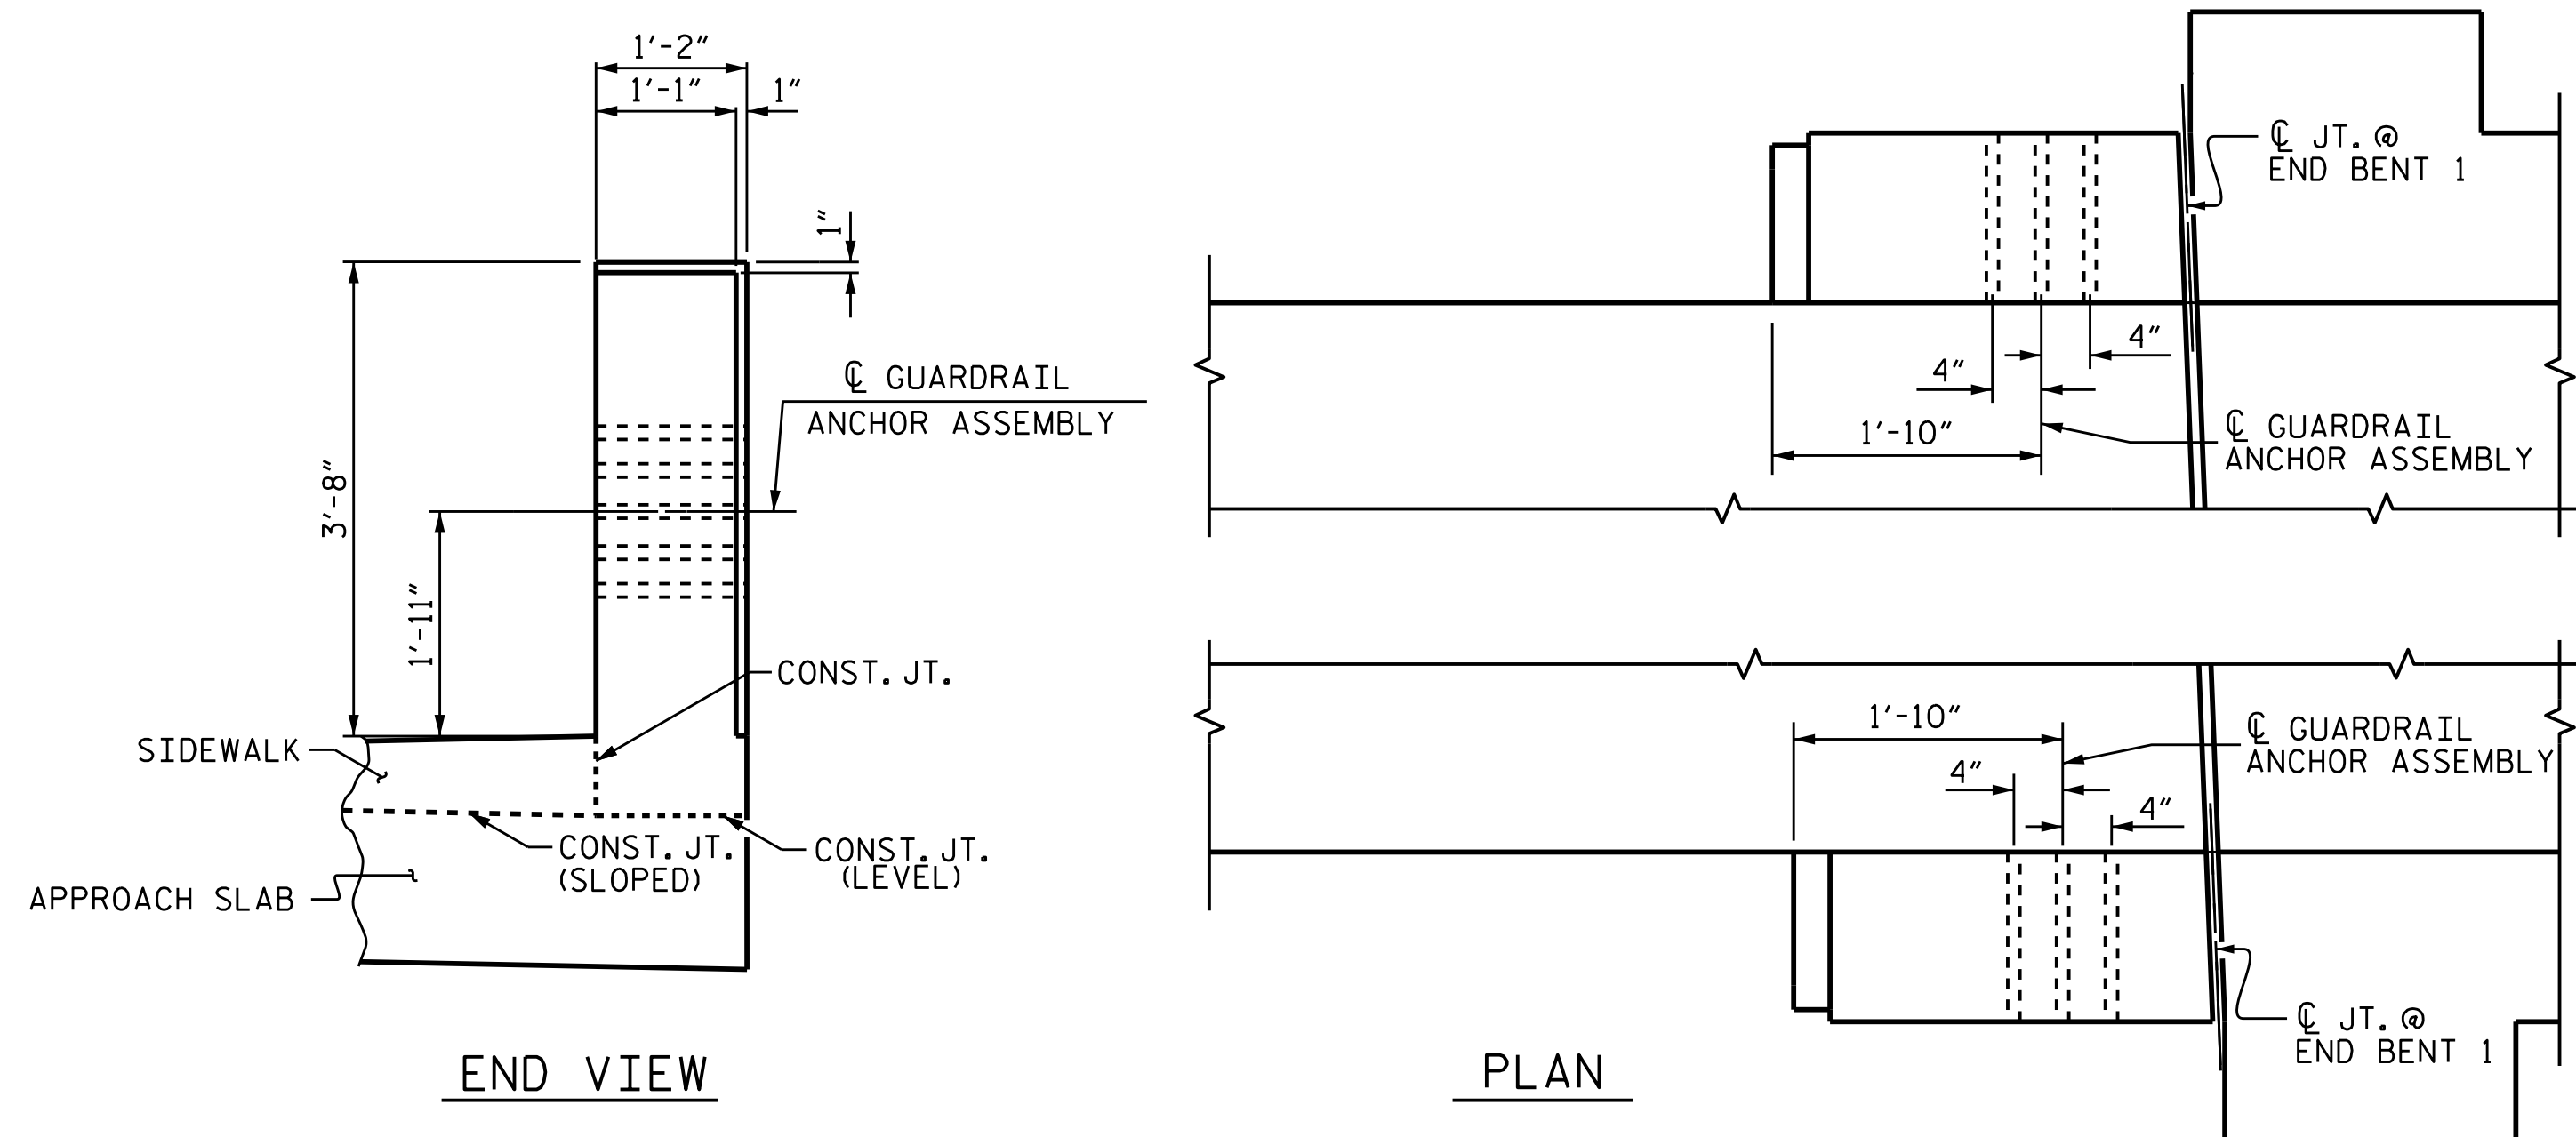 1'-2"
1'-1"
1"
1"
℄ GUARDRAIL
ANCHOR ASSEMBLY
3'-8"
1'-11"
CONST. JT.
SIDEWALK
CONST. JT.
(SLOPED)
CONST. JT.
(LEVEL)
APPROACH SLAB
END VIEW
℄ JT. @
END BENT 1
4"
4"
1'-10"
℄ GUARDRAIL
ANCHOR ASSEMBLY
1'-10"
℄ GUARDRAIL
ANCHOR ASSEMBLY
4"
4"
℄ JT. @
END BENT 1
PLAN